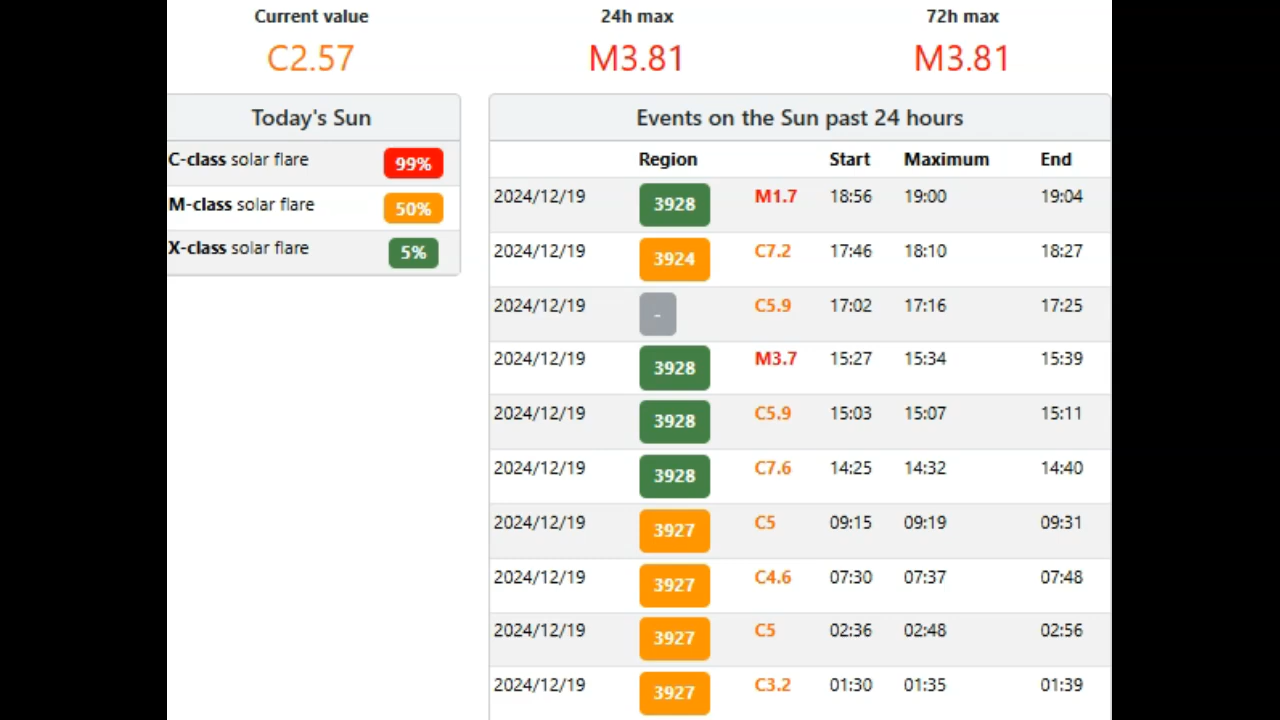 Current value 24h max 72h max
C2.57 M3.81 M3.81
Today's Sun
C-class solar flare 99%
M-class solar flare 50%
X-class solar flare 5%
Events on the Sun past 24 hours
Region Start Maximum End
2024/12/19 3928 M1.7 18:56 19:00 19:04
2024/12/19 3924 C7.2 17:46 18:10 18:27
2024/12/19 - C5.9 17:02 17:16 17:25
2024/12/19 3928 M3.7 15:27 15:34 15:39
2024/12/19 3928 C5.9 15:03 15:07 15:11
2024/12/19 3928 C7.6 14:25 14:32 14:40
2024/12/19 3927 C5 09:15 09:19 09:31
2024/12/19 3927 C4.6 07:30 07:37 07:48
2024/12/19 3927 C5 02:36 02:48 02:56
2024/12/19 3927 C3.2 01:30 01:35 01:39